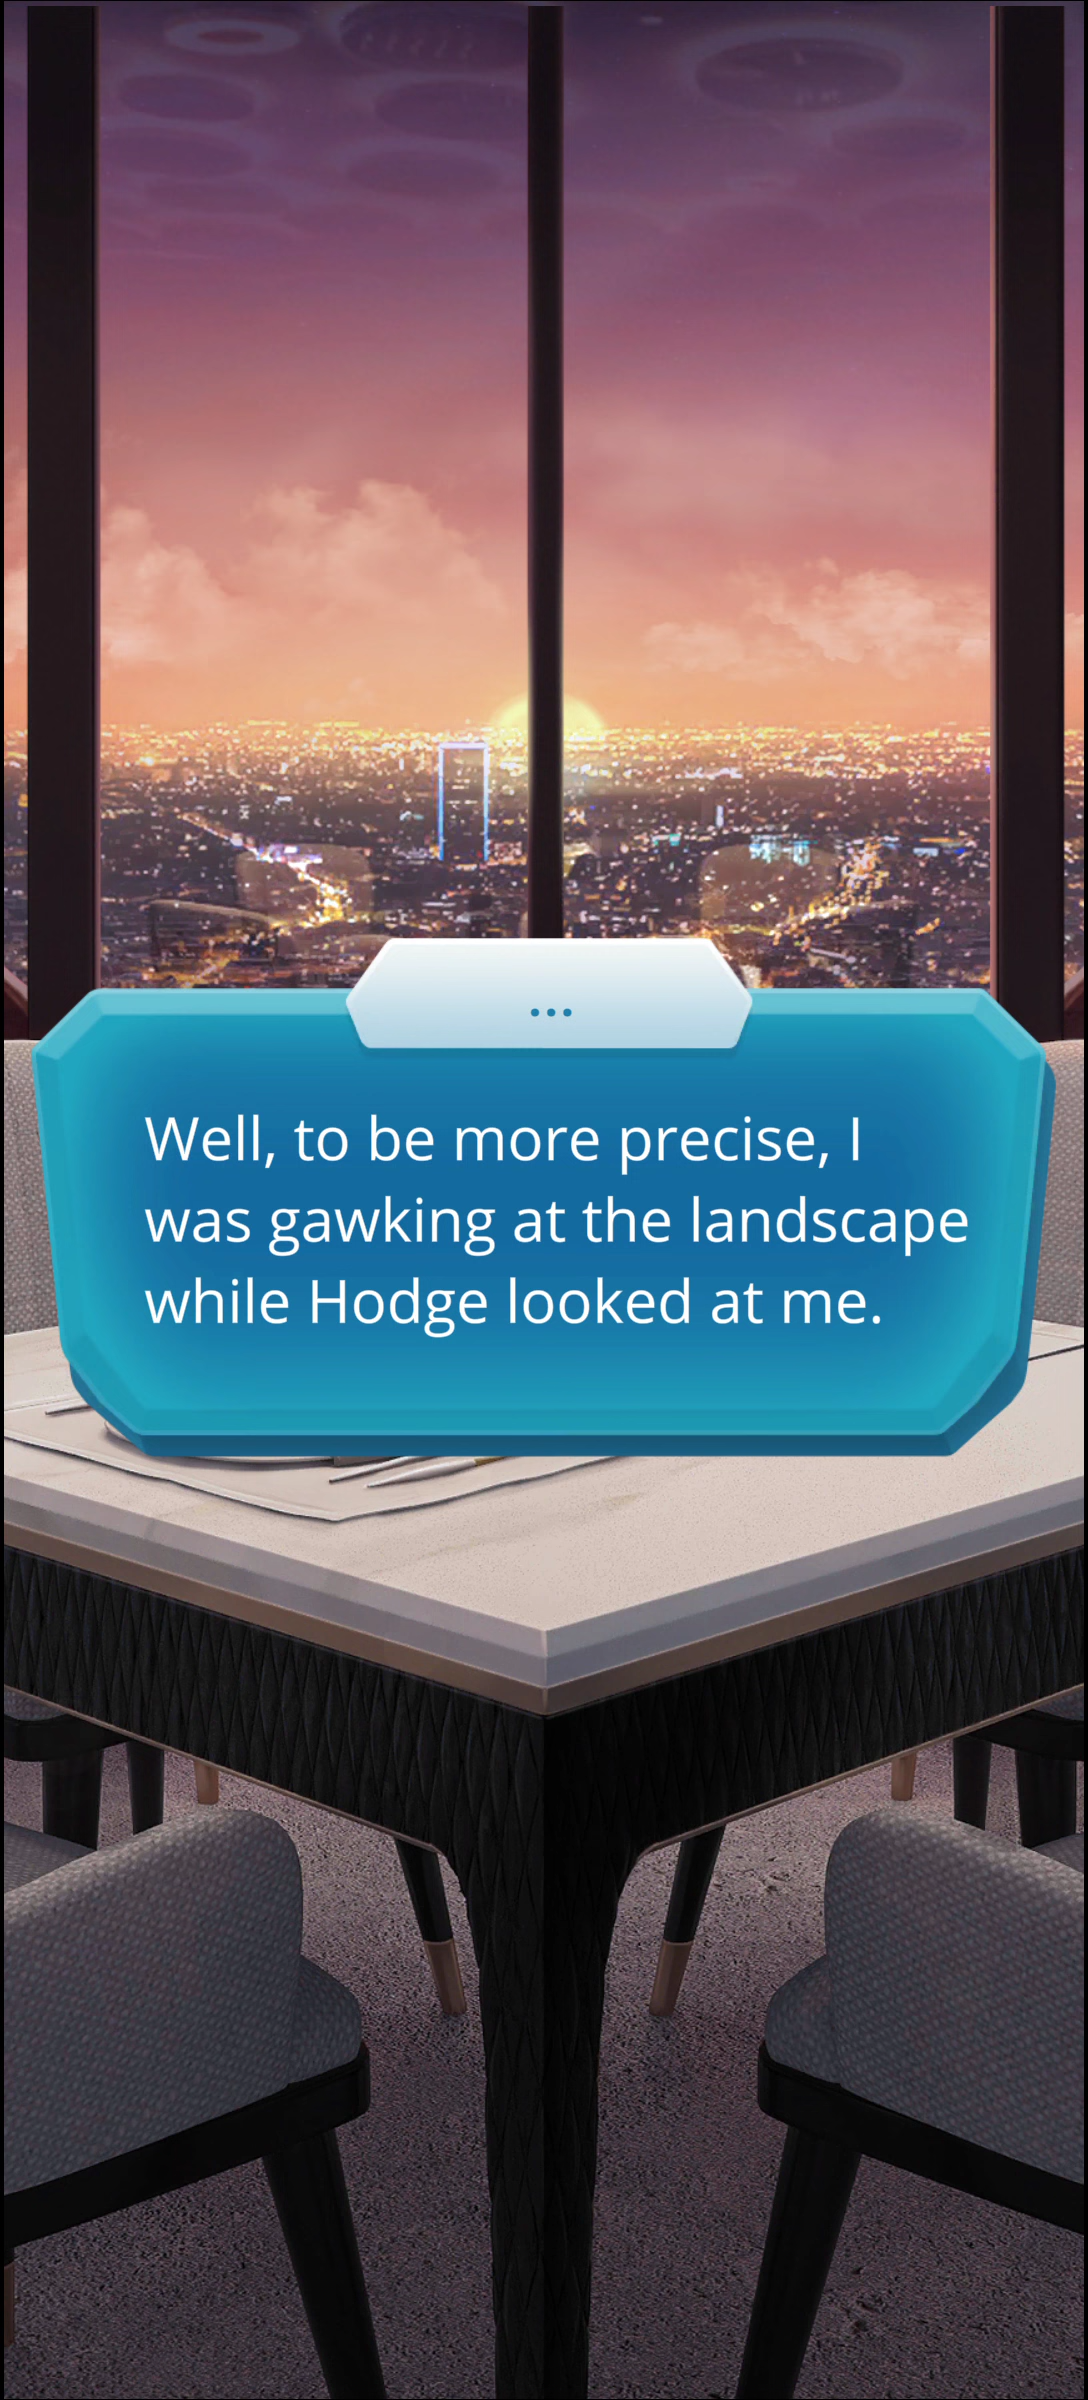 ...
Well, to be more precise, I
was gawking at the landscape
while Hodge looked at me.